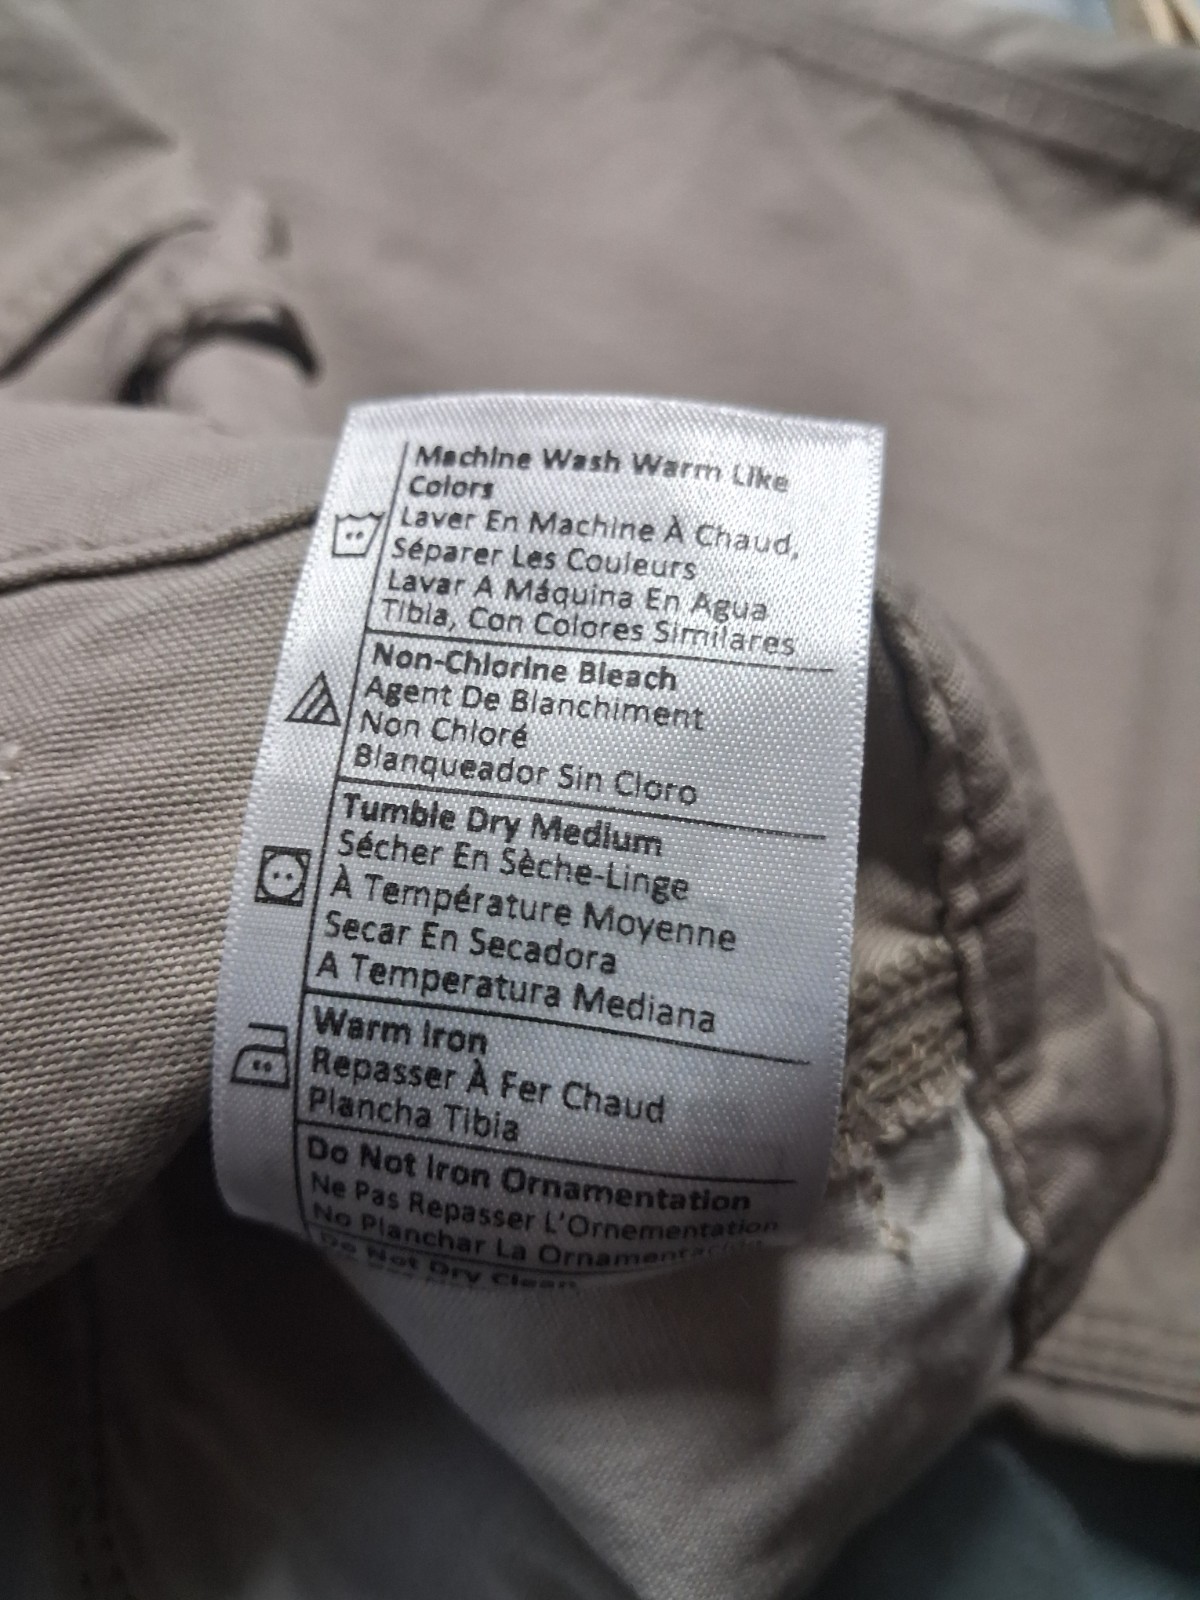 Machine Wash Warm Like
Colors
Laver En Machine À Chaud,
Séparer Les Couleurs
Lavar A Máquina En Agua
Tibia, Con Colores Similares
Non-Chlorine Bleach
Agent De Blanchiment
Non Chloré
Blanqueador Sin Cloro
Tumble Dry Medium
Sécher En Sèche-Linge
À Température Moyenne
Secar En Secadora
A Temperatura Mediana
Warm Iron
Repasser À Fer Chaud
Plancha Tibia
Do Not Iron Ornamentation
Ne Pas Repasser L'Ornementation
No Planchar La Ornamentación
Do Not Dry Clean